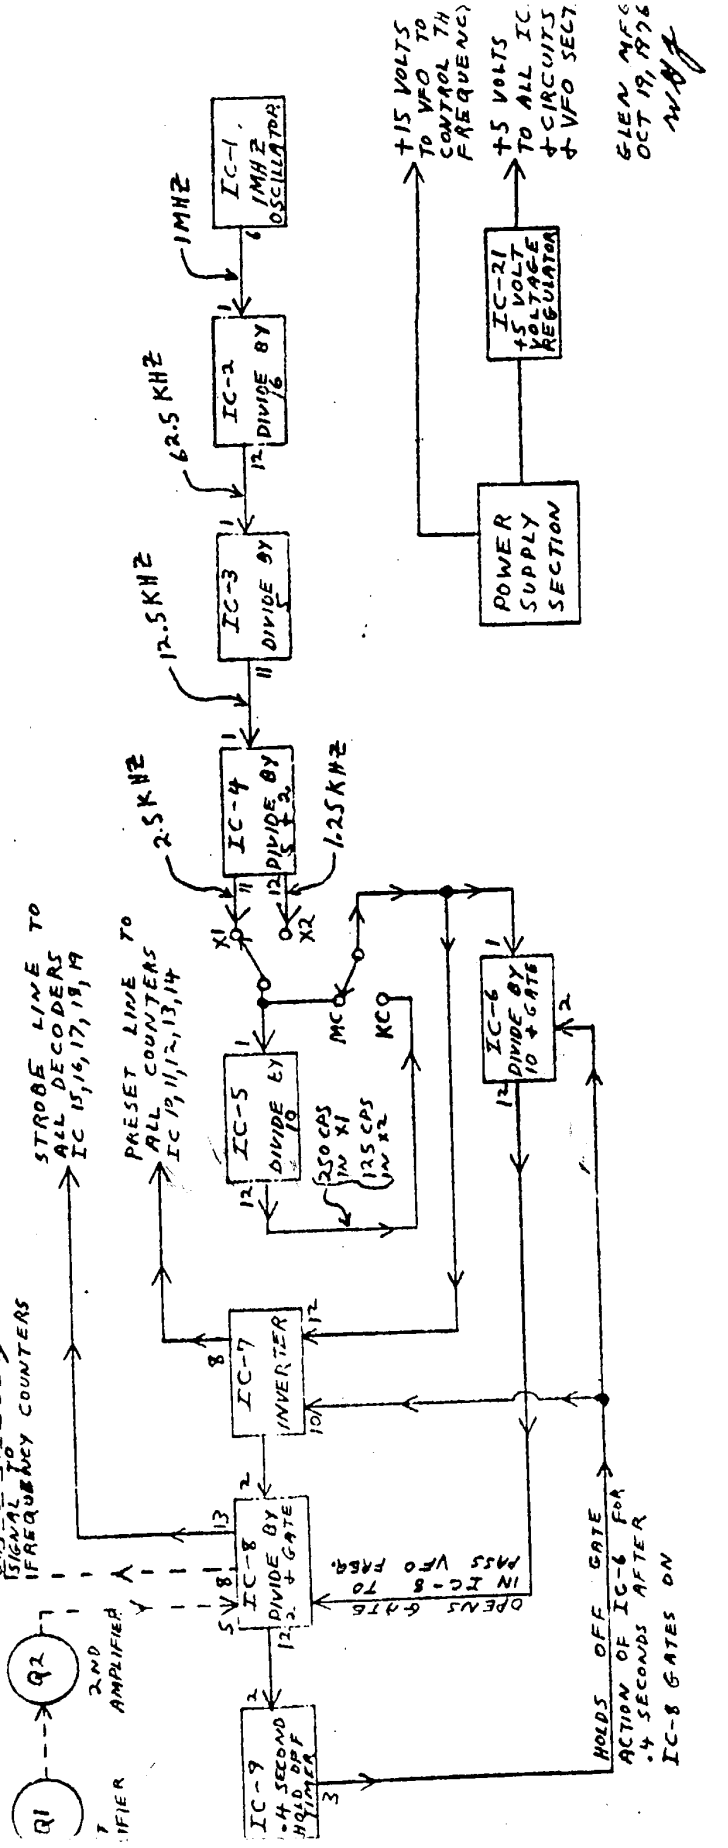 STROBE LINE TO
ALL DECODERS
IC 15,16,17,18,19
PRESET LINE TO
ALL COUNTERS
IC 10,11,12,13,14
SIGNAL TO
FREQUENCY COUNTERS
Q1
IFIER
Q2
2ND
AMPLIFIER
IC-9
.4 SECOND
HOLD OFF
TIMER
2
3
IC-8
DIVIDE BY
2 + GATE
5
8
13
2
12
IC-7
INVERTER
8
10
12
OPENS GATE
IN IC-8 TO
PASS VFO FREQ.
IC-5
DIVIDE BY
10
12
1
250 CPS
IN X1
125 CPS
IN X2
X1
X2
MC
KC
2.5 KHZ
1.25 KHZ
IC-4
DIVIDE BY
5 + 2
11
12
1
12.5 KHZ
IC-3
DIVIDE BY
5
11
1
62.5 KHZ
IC-2
DIVIDE BY
16
12
1
1MHZ
IC-1
1MHZ
OSCILLATOR
6
IC-6
DIVIDE BY
10 + GATE
12
1
2
HOLDS OFF GATE
ACTION OF IC-6 FOR
.4 SECONDS AFTER
IC-8 GATES ON
POWER
SUPPLY
SECTION
IC-21
+5 VOLT
VOLTAGE
REGULATOR
+15 VOLTS
TO VFO TO
CONTROL TH
FREQUENC
+5 VOLTS
TO ALL IC
+ CIRCUITS
+ VFO SECT.
GLEN MFG
OCT 19, 1976